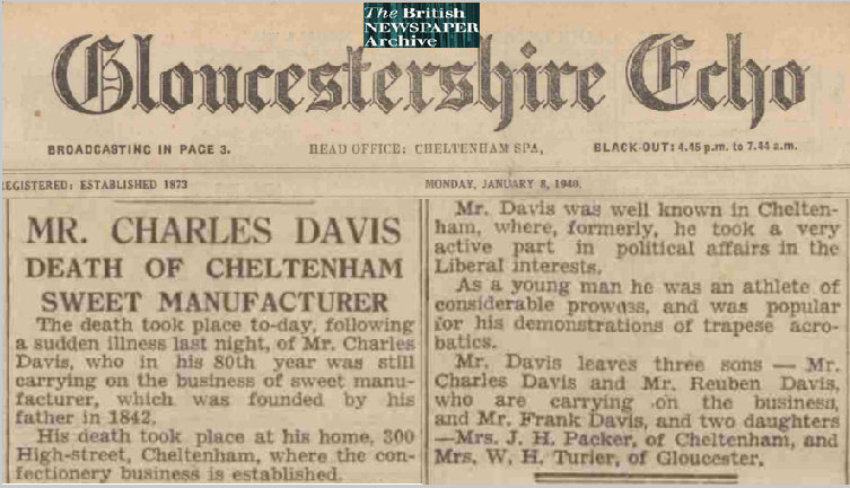 The British
NEWSPAPER
Archive
Gloucestershire Echo
BROADCASTING IN PAGE 3.
HEAD OFFICE: CHELTENHAM SPA,
BLACK-OUT: 4.45 p.m. to 7.44 a.m.
EGISTERED: ESTABLISHED 1873
MONDAY, JANUARY 8, 1940.
MR. CHARLES DAVIS
DEATH OF CHELTENHAM
SWEET MANUFACTURER
The death took place to-day, following
a sudden illness last night, of Mr. Charles
Davis, who in his 80th year was still
carrying on the business of sweet manu-
facturer, which was founded by his
father in 1842.
His death took place at his home, 300
High-street, Cheltenham, where the con-
fectionery business is established.
Mr. Davis was well known in Chelten-
ham, where, formerly, he took a very
active part in political affairs in the
Liberal interests.
As a young man he was an athlete of
considerable prowess, and was popular
for his demonstrations of trapese acro-
batics.
Mr. Davis leaves three sons — Mr.
Charles Davis and Mr. Reuben Davis,
who are carrying on the business,
and Mr. Frank Davis, and two daughters
—Mrs. J. H. Packer, of Cheltenham, and
Mrs. W. H. Turier, of Gloucester.